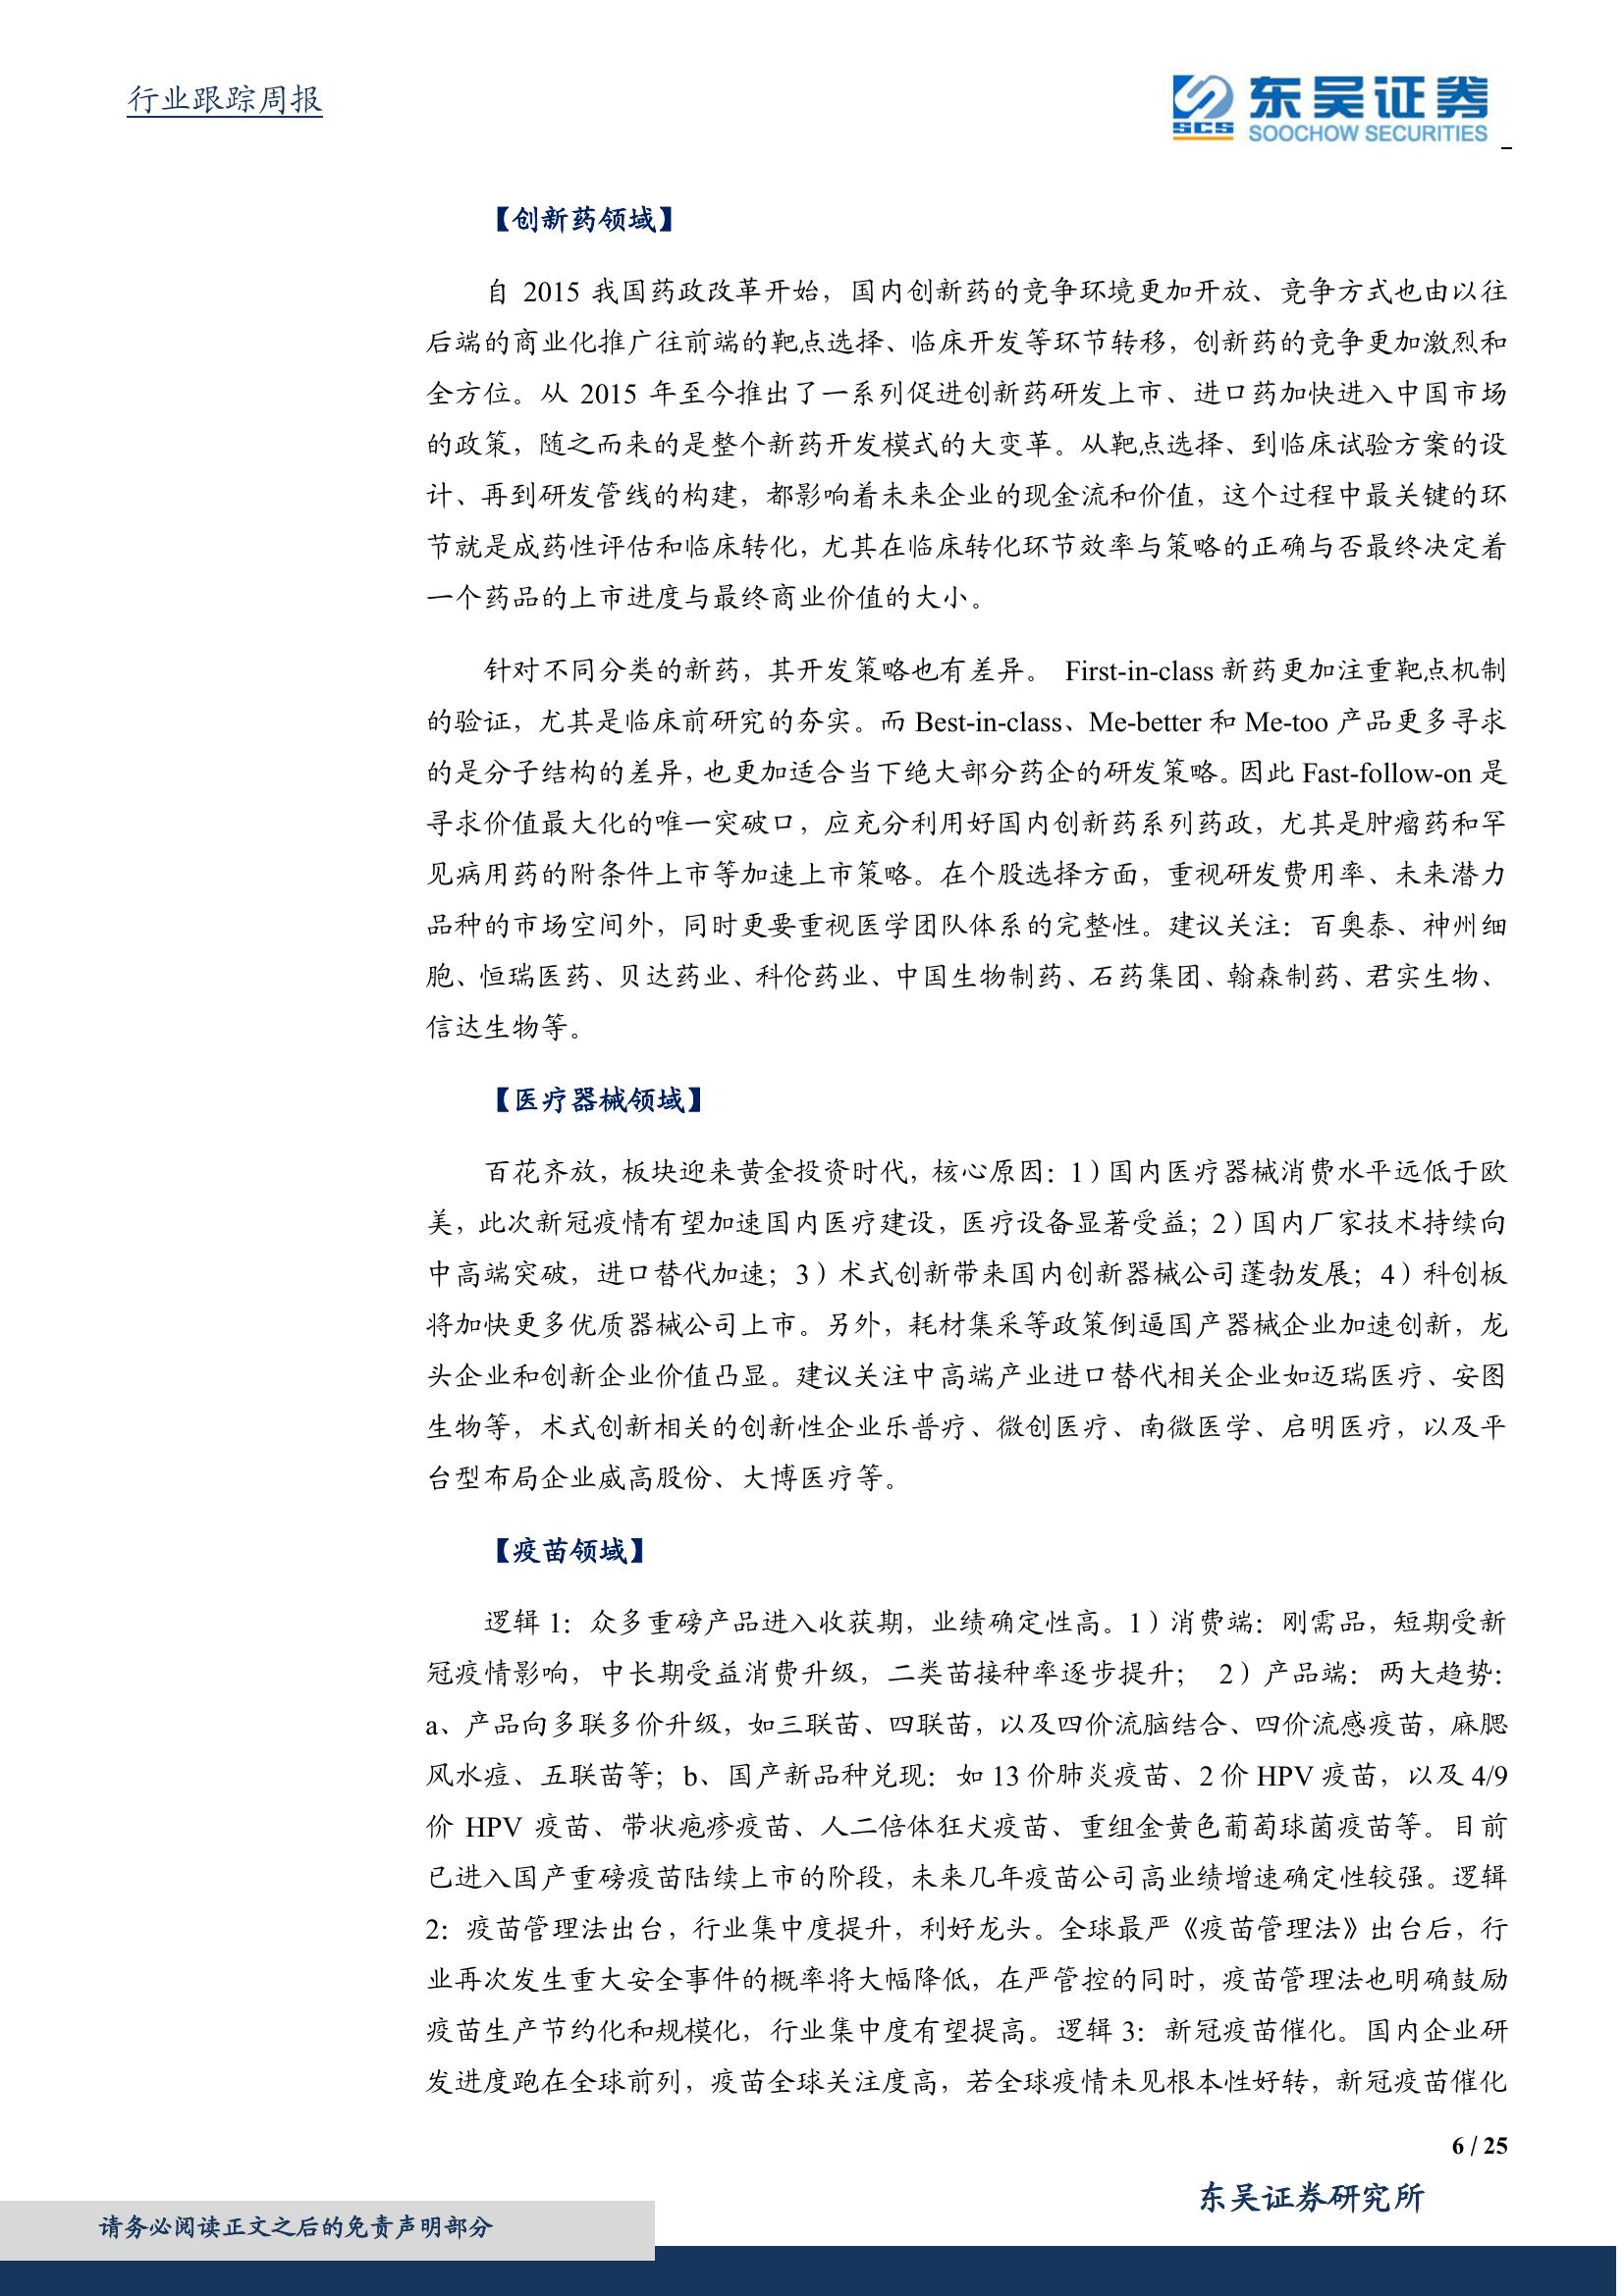 行业跟踪周报
SCS
东吴证券
SOOCHOW SECURITIES
【创新药领域】
自 2015 我国药政改革开始，国内创新药的竞争环境更加开放、竞争方式也由以往
后端的商业化推广往前端的靶点选择、临床开发等环节转移，创新药的竞争更加激烈和
全方位。从 2015 年至今推出了一系列促进创新药研发上市、进口药加快进入中国市场
的政策，随之而来的是整个新药开发模式的大变革。从靶点选择、到临床试验方案的设
计、再到研发管线的构建，都影响着未来企业的现金流和价值，这个过程中最关键的环
节就是成药性评估和临床转化，尤其在临床转化环节效率与策略的正确与否最终决定着
一个药品的上市进度与最终商业价值的大小。
针对不同分类的新药，其开发策略也有差异。 First-in-class 新药更加注重靶点机制
的验证，尤其是临床前研究的夯实。而 Best-in-class、Me-better 和 Me-too 产品更多寻求
的是分子结构的差异，也更加适合当下绝大部分药企的研发策略。因此 Fast-follow-on 是
寻求价值最大化的唯一突破口，应充分利用好国内创新药系列药政，尤其是肿瘤药和罕
见病用药的附条件上市等加速上市策略。在个股选择方面，重视研发费用率、未来潜力
品种的市场空间外，同时更要重视医学团队体系的完整性。建议关注：百奥泰、神州细
胞、恒瑞医药、贝达药业、科伦药业、中国生物制药、石药集团、翰森制药、君实生物、
信达生物等。
【医疗器械领域】
百花齐放，板块迎来黄金投资时代，核心原因：1）国内医疗器械消费水平远低于欧
美，此次新冠疫情有望加速国内医疗建设，医疗设备显著受益；2）国内厂家技术持续向
中高端突破，进口替代加速；3）术式创新带来国内创新器械公司蓬勃发展；4）科创板
将加快更多优质器械公司上市。另外，耗材集采等政策倒逼国产器械企业加速创新，龙
头企业和创新企业价值凸显。建议关注中高端产业进口替代相关企业如迈瑞医疗、安图
生物等，术式创新相关的创新性企业乐普疗、微创医疗、南微医学、启明医疗，以及平
台型布局企业威高股份、大博医疗等。
【疫苗领域】
逻辑 1：众多重磅产品进入收获期，业绩确定性高。1）消费端：刚需品，短期受新
冠疫情影响，中长期受益消费升级，二类苗接种率逐步提升； 2）产品端：两大趋势：
a、产品向多联多价升级，如三联苗、四联苗，以及四价流脑结合、四价流感疫苗，麻腮
风水痘、五联苗等；b、国产新品种兑现：如 13 价肺炎疫苗、2 价 HPV 疫苗，以及 4/9
价 HPV 疫苗、带状疱疹疫苗、人二倍体狂犬疫苗、重组金黄色葡萄球菌疫苗等。目前
已进入国产重磅疫苗陆续上市的阶段，未来几年疫苗公司高业绩增速确定性较强。逻辑
2：疫苗管理法出台，行业集中度提升，利好龙头。全球最严《疫苗管理法》出台后，行
业再次发生重大安全事件的概率将大幅降低，在严管控的同时，疫苗管理法也明确鼓励
疫苗生产节约化和规模化，行业集中度有望提高。逻辑 3：新冠疫苗催化。国内企业研
发进度跑在全球前列，疫苗全球关注度高，若全球疫情未见根本性好转，新冠疫苗催化
6 / 25
东吴证券研究所
请务必阅读正文之后的免责声明部分